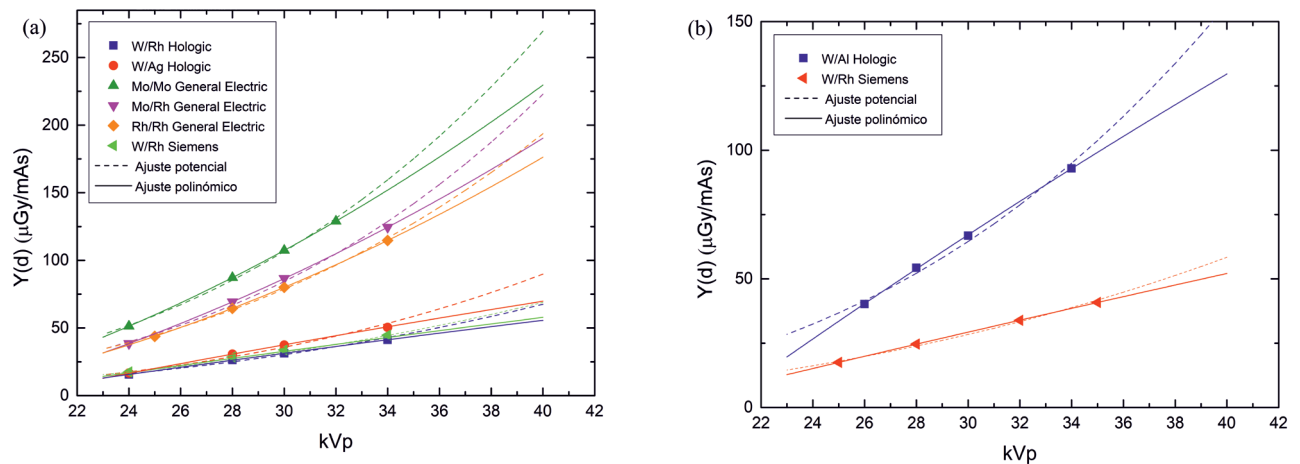 (a)
W/Rh Hologic
W/Ag Hologic
Mo/Mo General Electric
Mo/Rh General Electric
Rh/Rh General Electric
W/Rh Siemens
Ajuste potencial
Ajuste polinómico
Y(d) (μGy/mAs)
250
200
150
100
50
0
22 24 26 28 30 32 34 36 38 40 42
kVp
(b)
W/Al Hologic
W/Rh Siemens
Ajuste potencial
Ajuste polinómico
Y(d) (μGy/mAs)
150
100
50
0
22 24 26 28 30 32 34 36 38 40 42
kVp